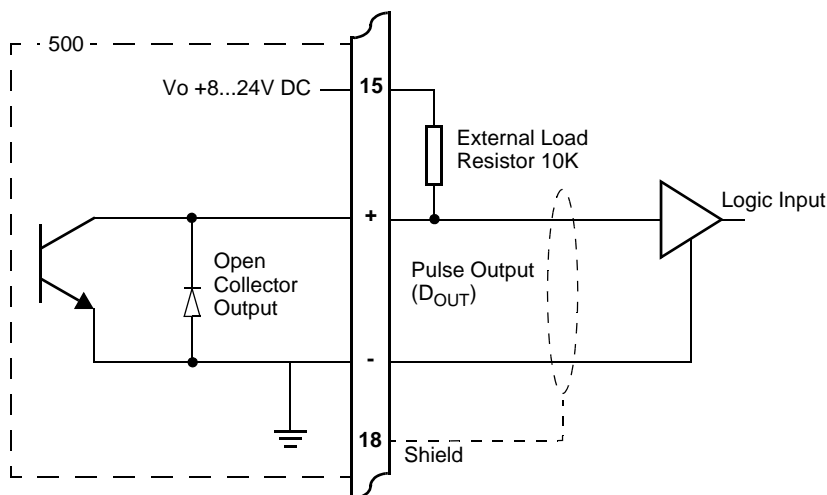 500
Vo +8...24V DC
15
External Load
Resistor 10K
+
Logic Input
Open
Collector
Output
Pulse Output
(D_OUT)
-
18
Shield